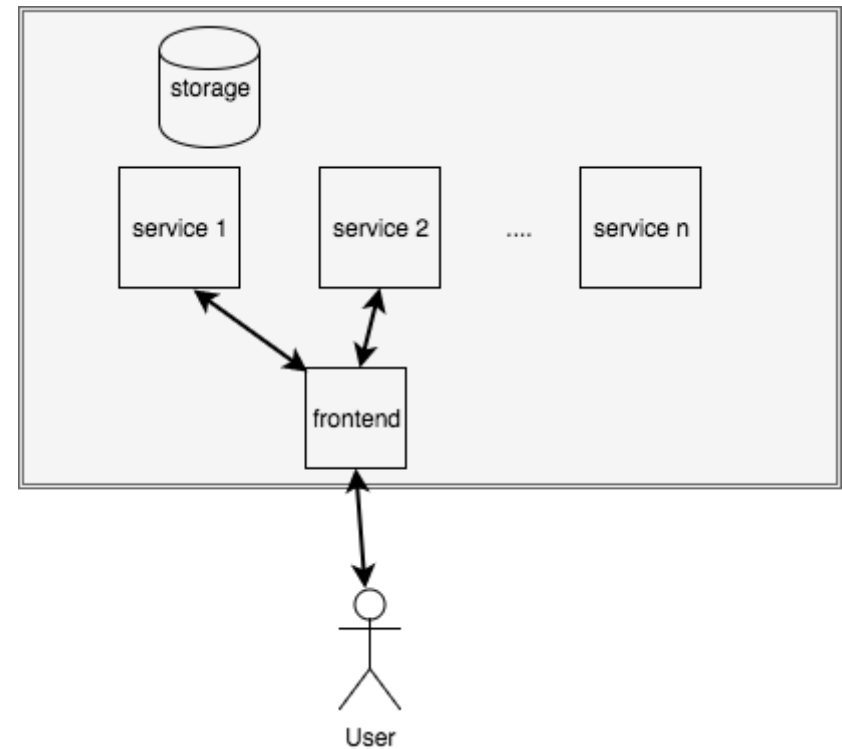 storage
service 1
service 2
....
service n
frontend
User